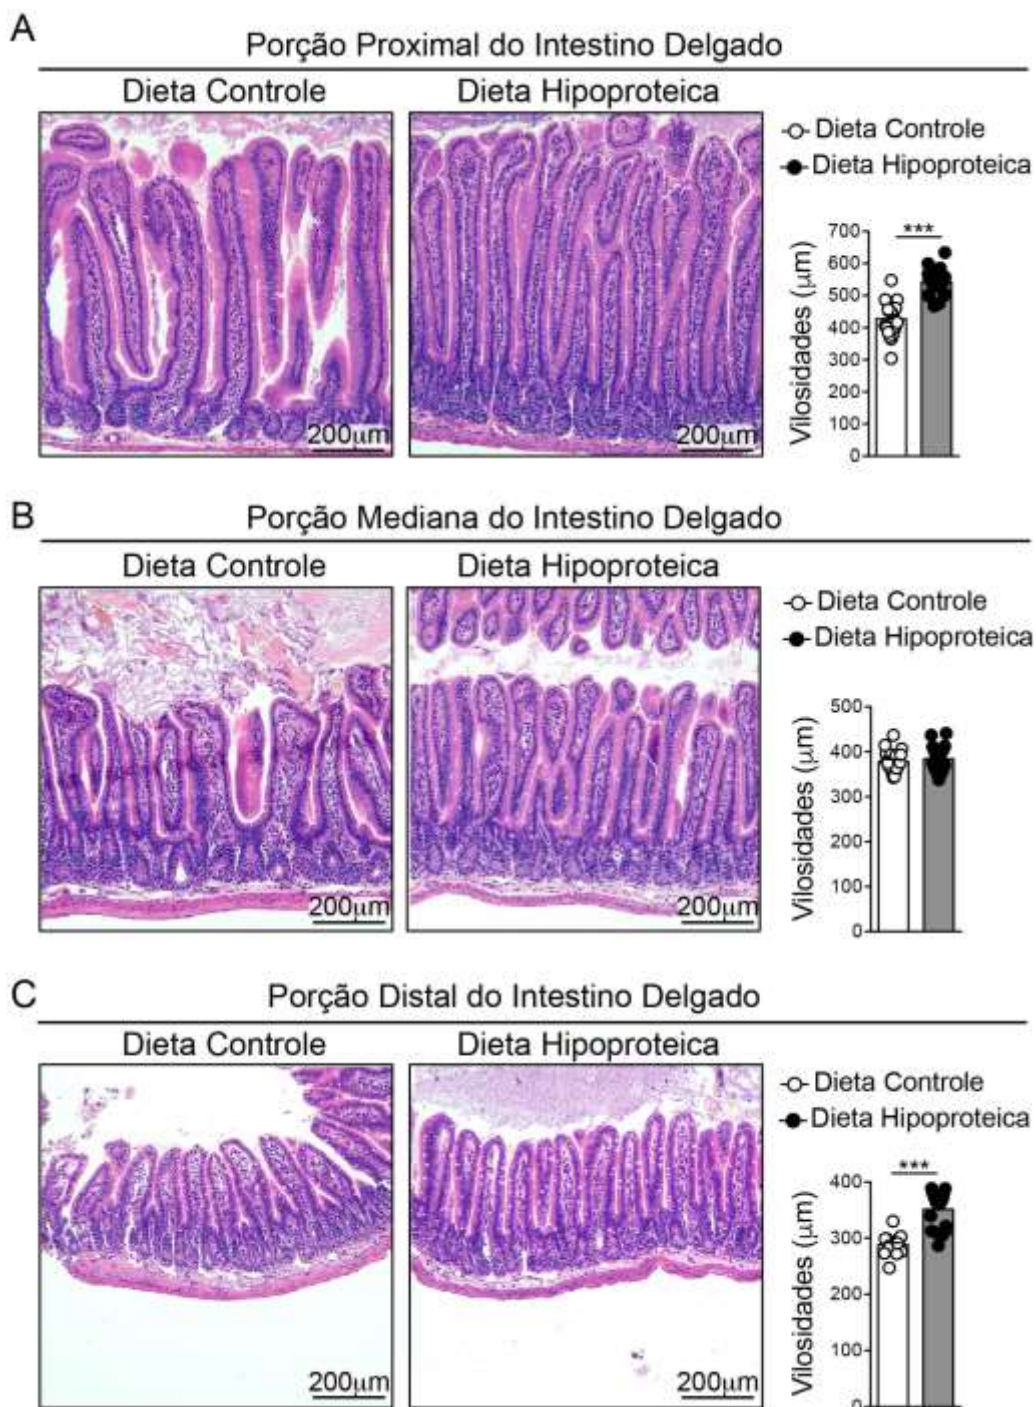 A
Porção Proximal do Intestino Delgado
Dieta Controle
Dieta Hipoproteica
200µm
200µm
Dieta Controle
Dieta Hipoproteica
Vilosidades (µm)
700
600
500
400
300
200
100
0
***
B
Porção Mediana do Intestino Delgado
Dieta Controle
Dieta Hipoproteica
200µm
200µm
Dieta Controle
Dieta Hipoproteica
Vilosidades (µm)
500
400
300
200
100
0
C
Porção Distal do Intestino Delgado
Dieta Controle
Dieta Hipoproteica
200µm
200µm
Dieta Controle
Dieta Hipoproteica
Vilosidades (µm)
400
300
200
100
0
***